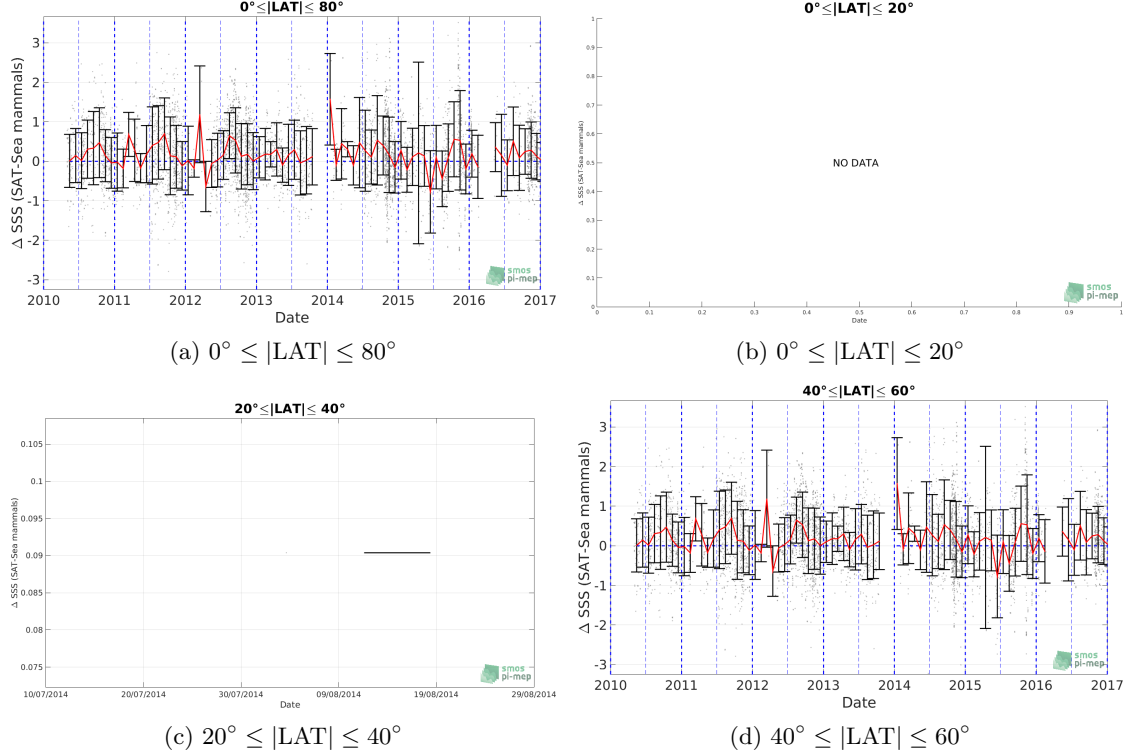 0°≤|LAT|≤ 80°
Δ SSS (SAT-Sea mammals)
3
2
1
0
-1
-2
-3
2010 2011 2012 2013 2014 2015 2016 2017
Date
smos
pi-mep
(a) 0° ≤ |LAT| ≤ 80°
0°≤|LAT|≤ 20°
Δ SSS (SAT-Sea mammals)
1
0.9
0.8
0.7
0.6
0.5
0.4
0.3
0.2
0.1
0
NO DATA
0 0.1 0.2 0.3 0.4 0.5 0.6 0.7 0.8 0.9 1
Date
smos
pi-mep
(b) 0° ≤ |LAT| ≤ 20°
20°≤|LAT|≤ 40°
Δ SSS (SAT-Sea mammals)
0.105
0.1
0.095
0.09
0.085
0.08
0.075
10/07/2014 20/07/2014 30/07/2014 09/08/2014 19/08/2014 29/08/2014
Date
smos
pi-mep
(c) 20° ≤ |LAT| ≤ 40°
40°≤|LAT|≤ 60°
Δ SSS (SAT-Sea mammals)
3
2
1
0
-1
-2
-3
2010 2011 2012 2013 2014 2015 2016 2017
Date
smos
pi-mep
(d) 40° ≤ |LAT| ≤ 60°